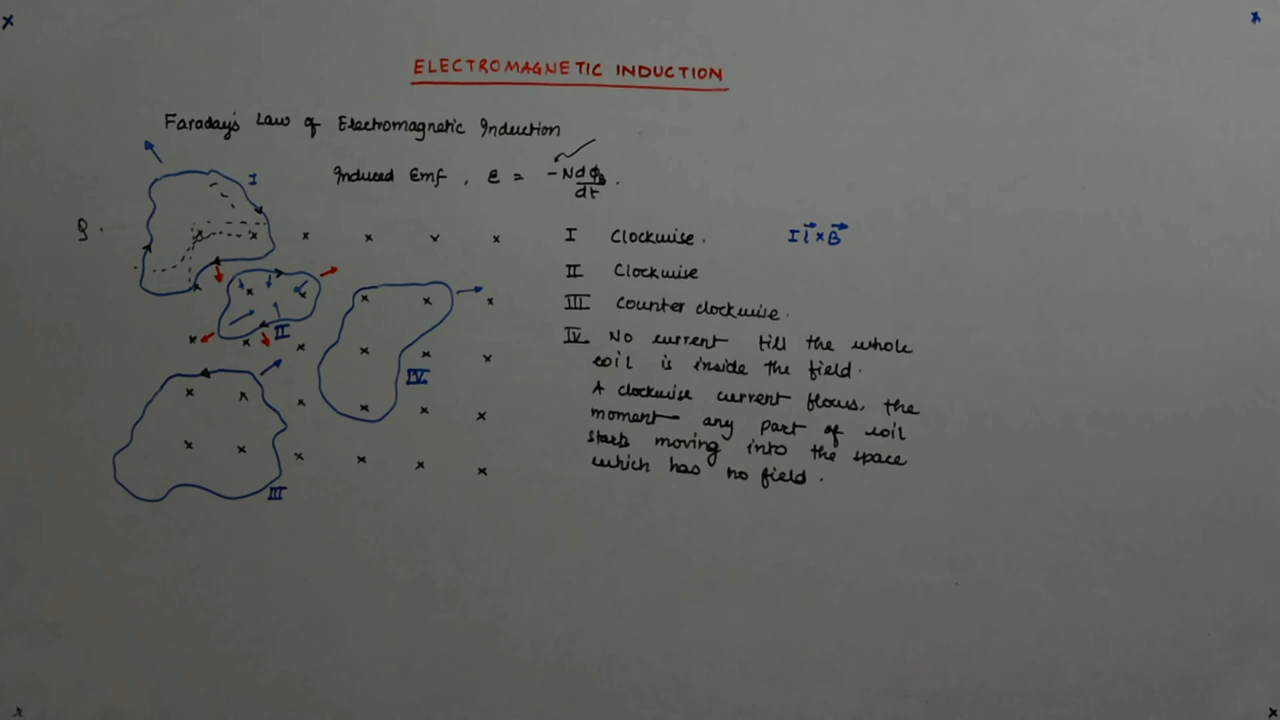 ELECTROMAGNETIC INDUCTION
Faraday's Law of Electromagnetic Induction
Induced Emf, e = -N dϕB/dt.
I
Q.
I Clockwise. I l⃗ × B⃗
II Clockwise
III Counter clockwise.
IV No current till the whole
coil is inside the field.
A clockwise current flows, the
moment any part of coil
starts moving into the space
which has no field.
II
IV
III